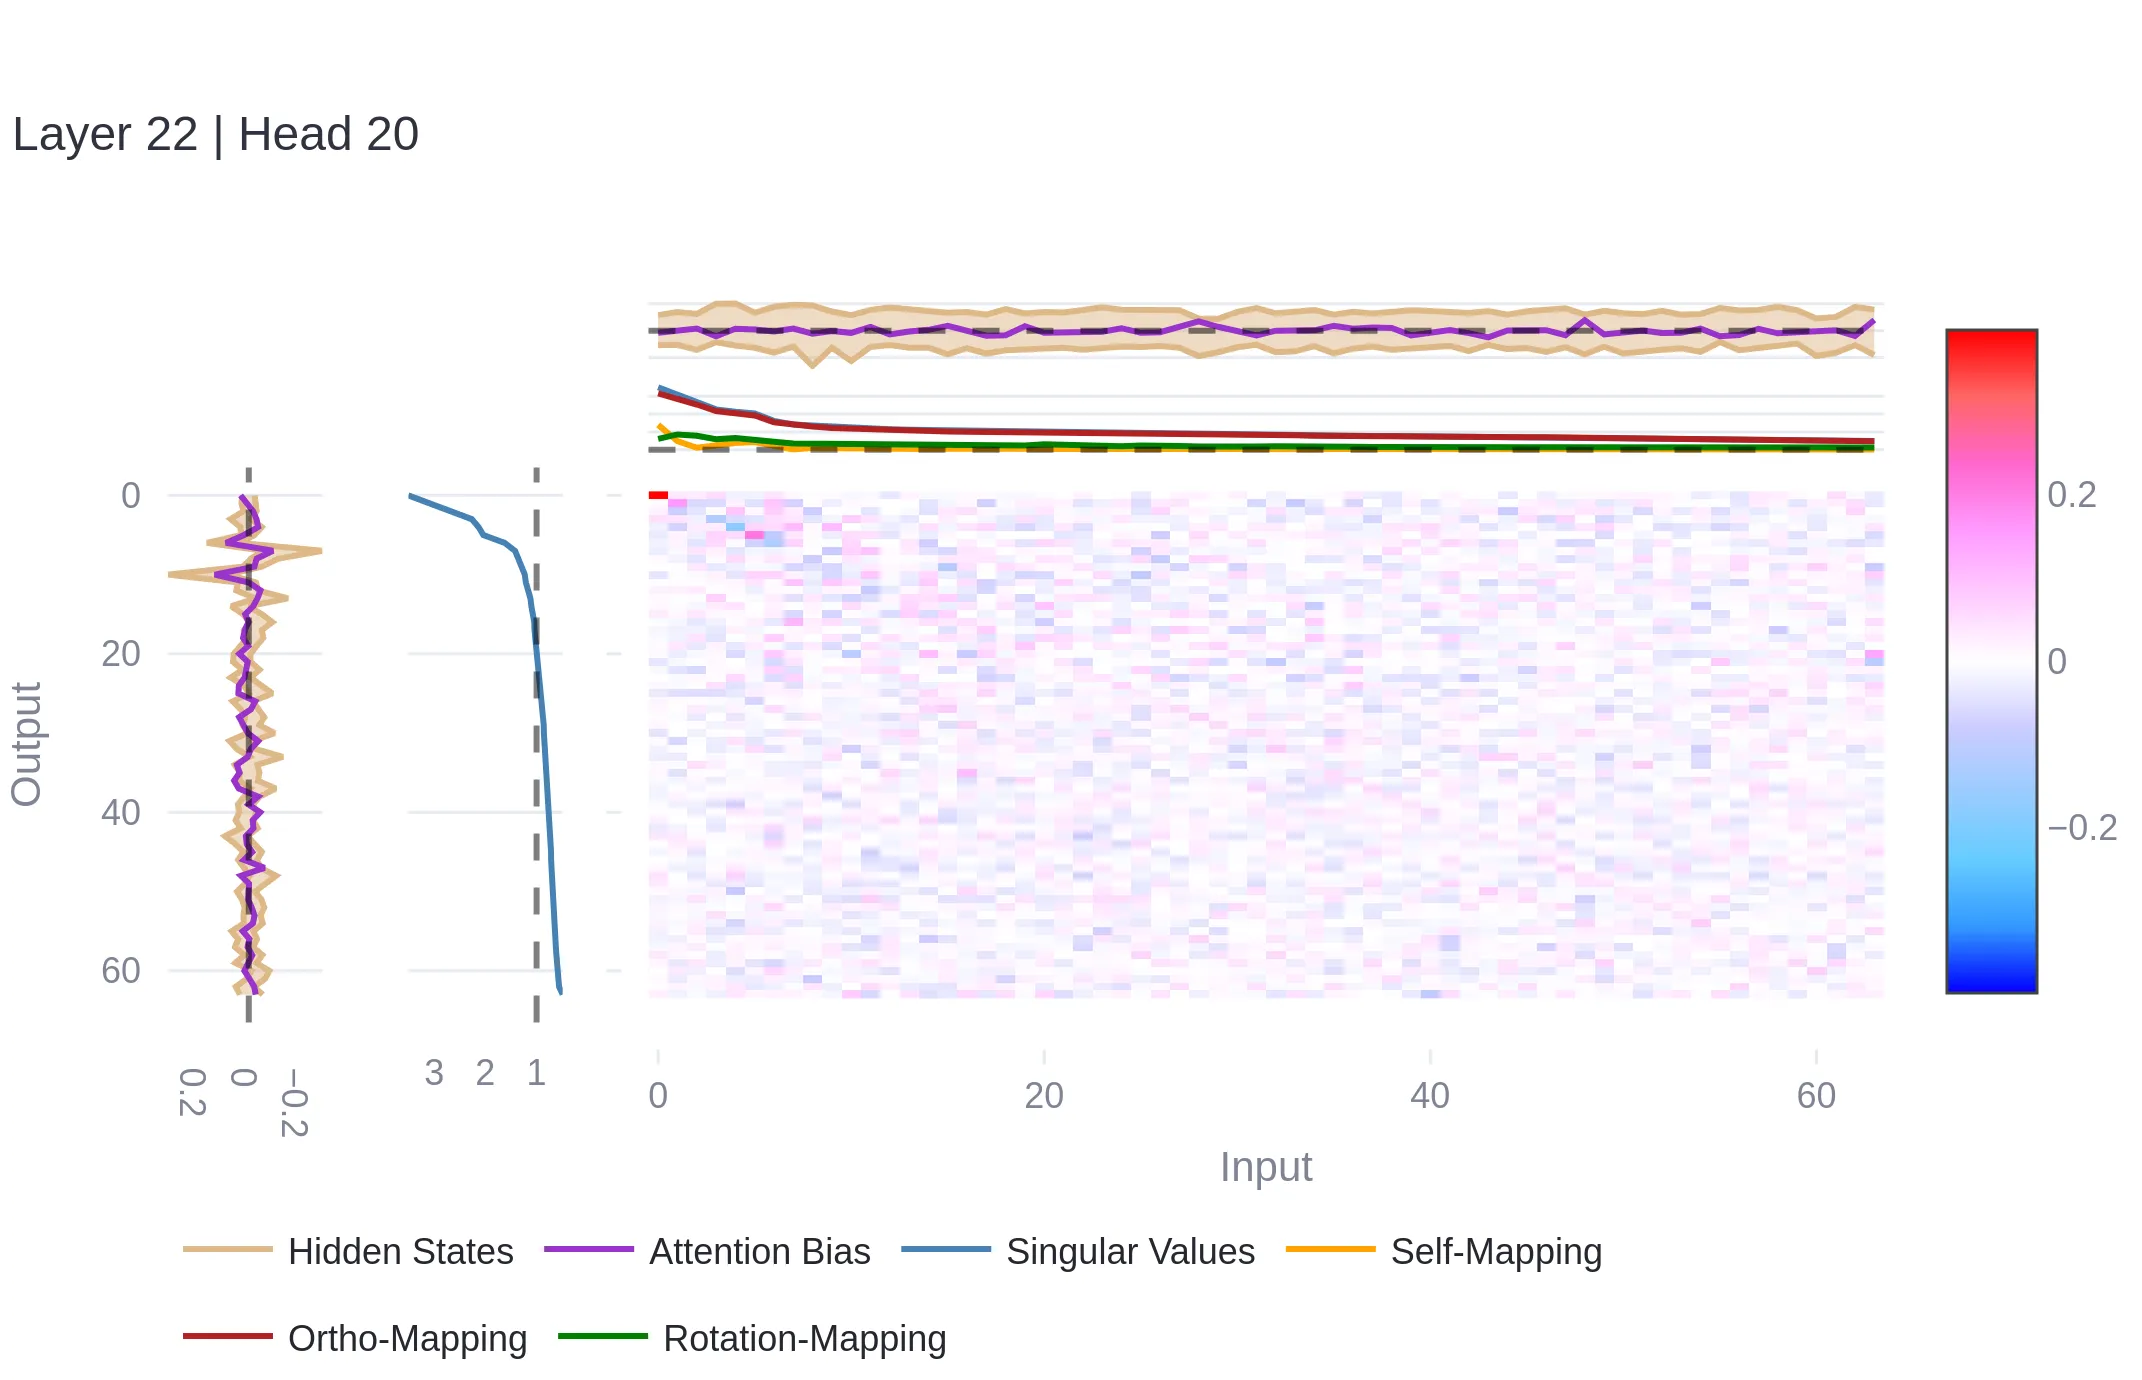 Layer 22 | Head 20
0
20
40
60
Output
0.2
0
−0.2
3
2
1
0
20
40
60
Input
0.2
0
−0.2
Hidden States
Attention Bias
Singular Values
Self-Mapping
Ortho-Mapping
Rotation-Mapping